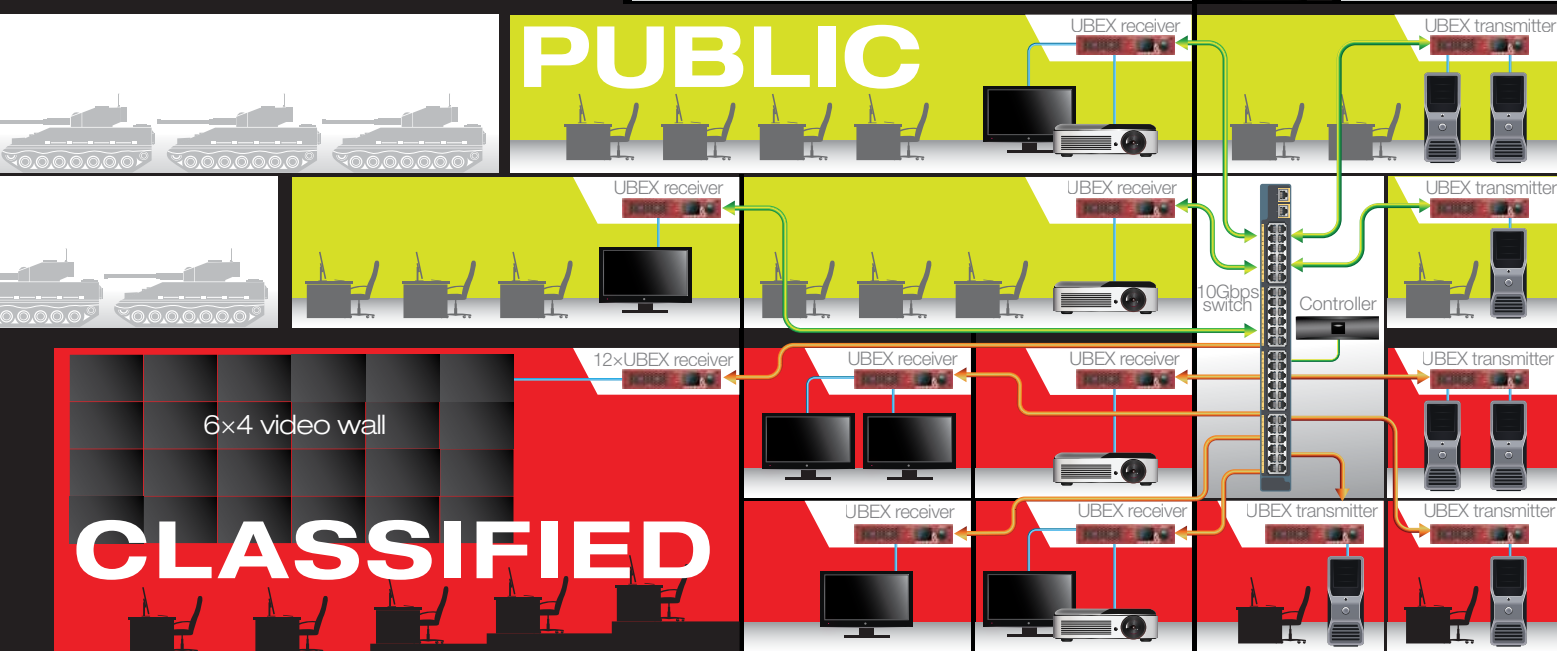 PUBLIC
UBEX receiver
UBEX transmitter
UBEX receiver
UBEX receiver
UBEX transmitter
10Gbps
switch
Controller
12×UBEX receiver
UBEX receiver
UBEX receiver
UBEX transmitter
6×4 video wall
CLASSIFIED
UBEX receiver
UBEX receiver
UBEX transmitter
UBEX transmitter